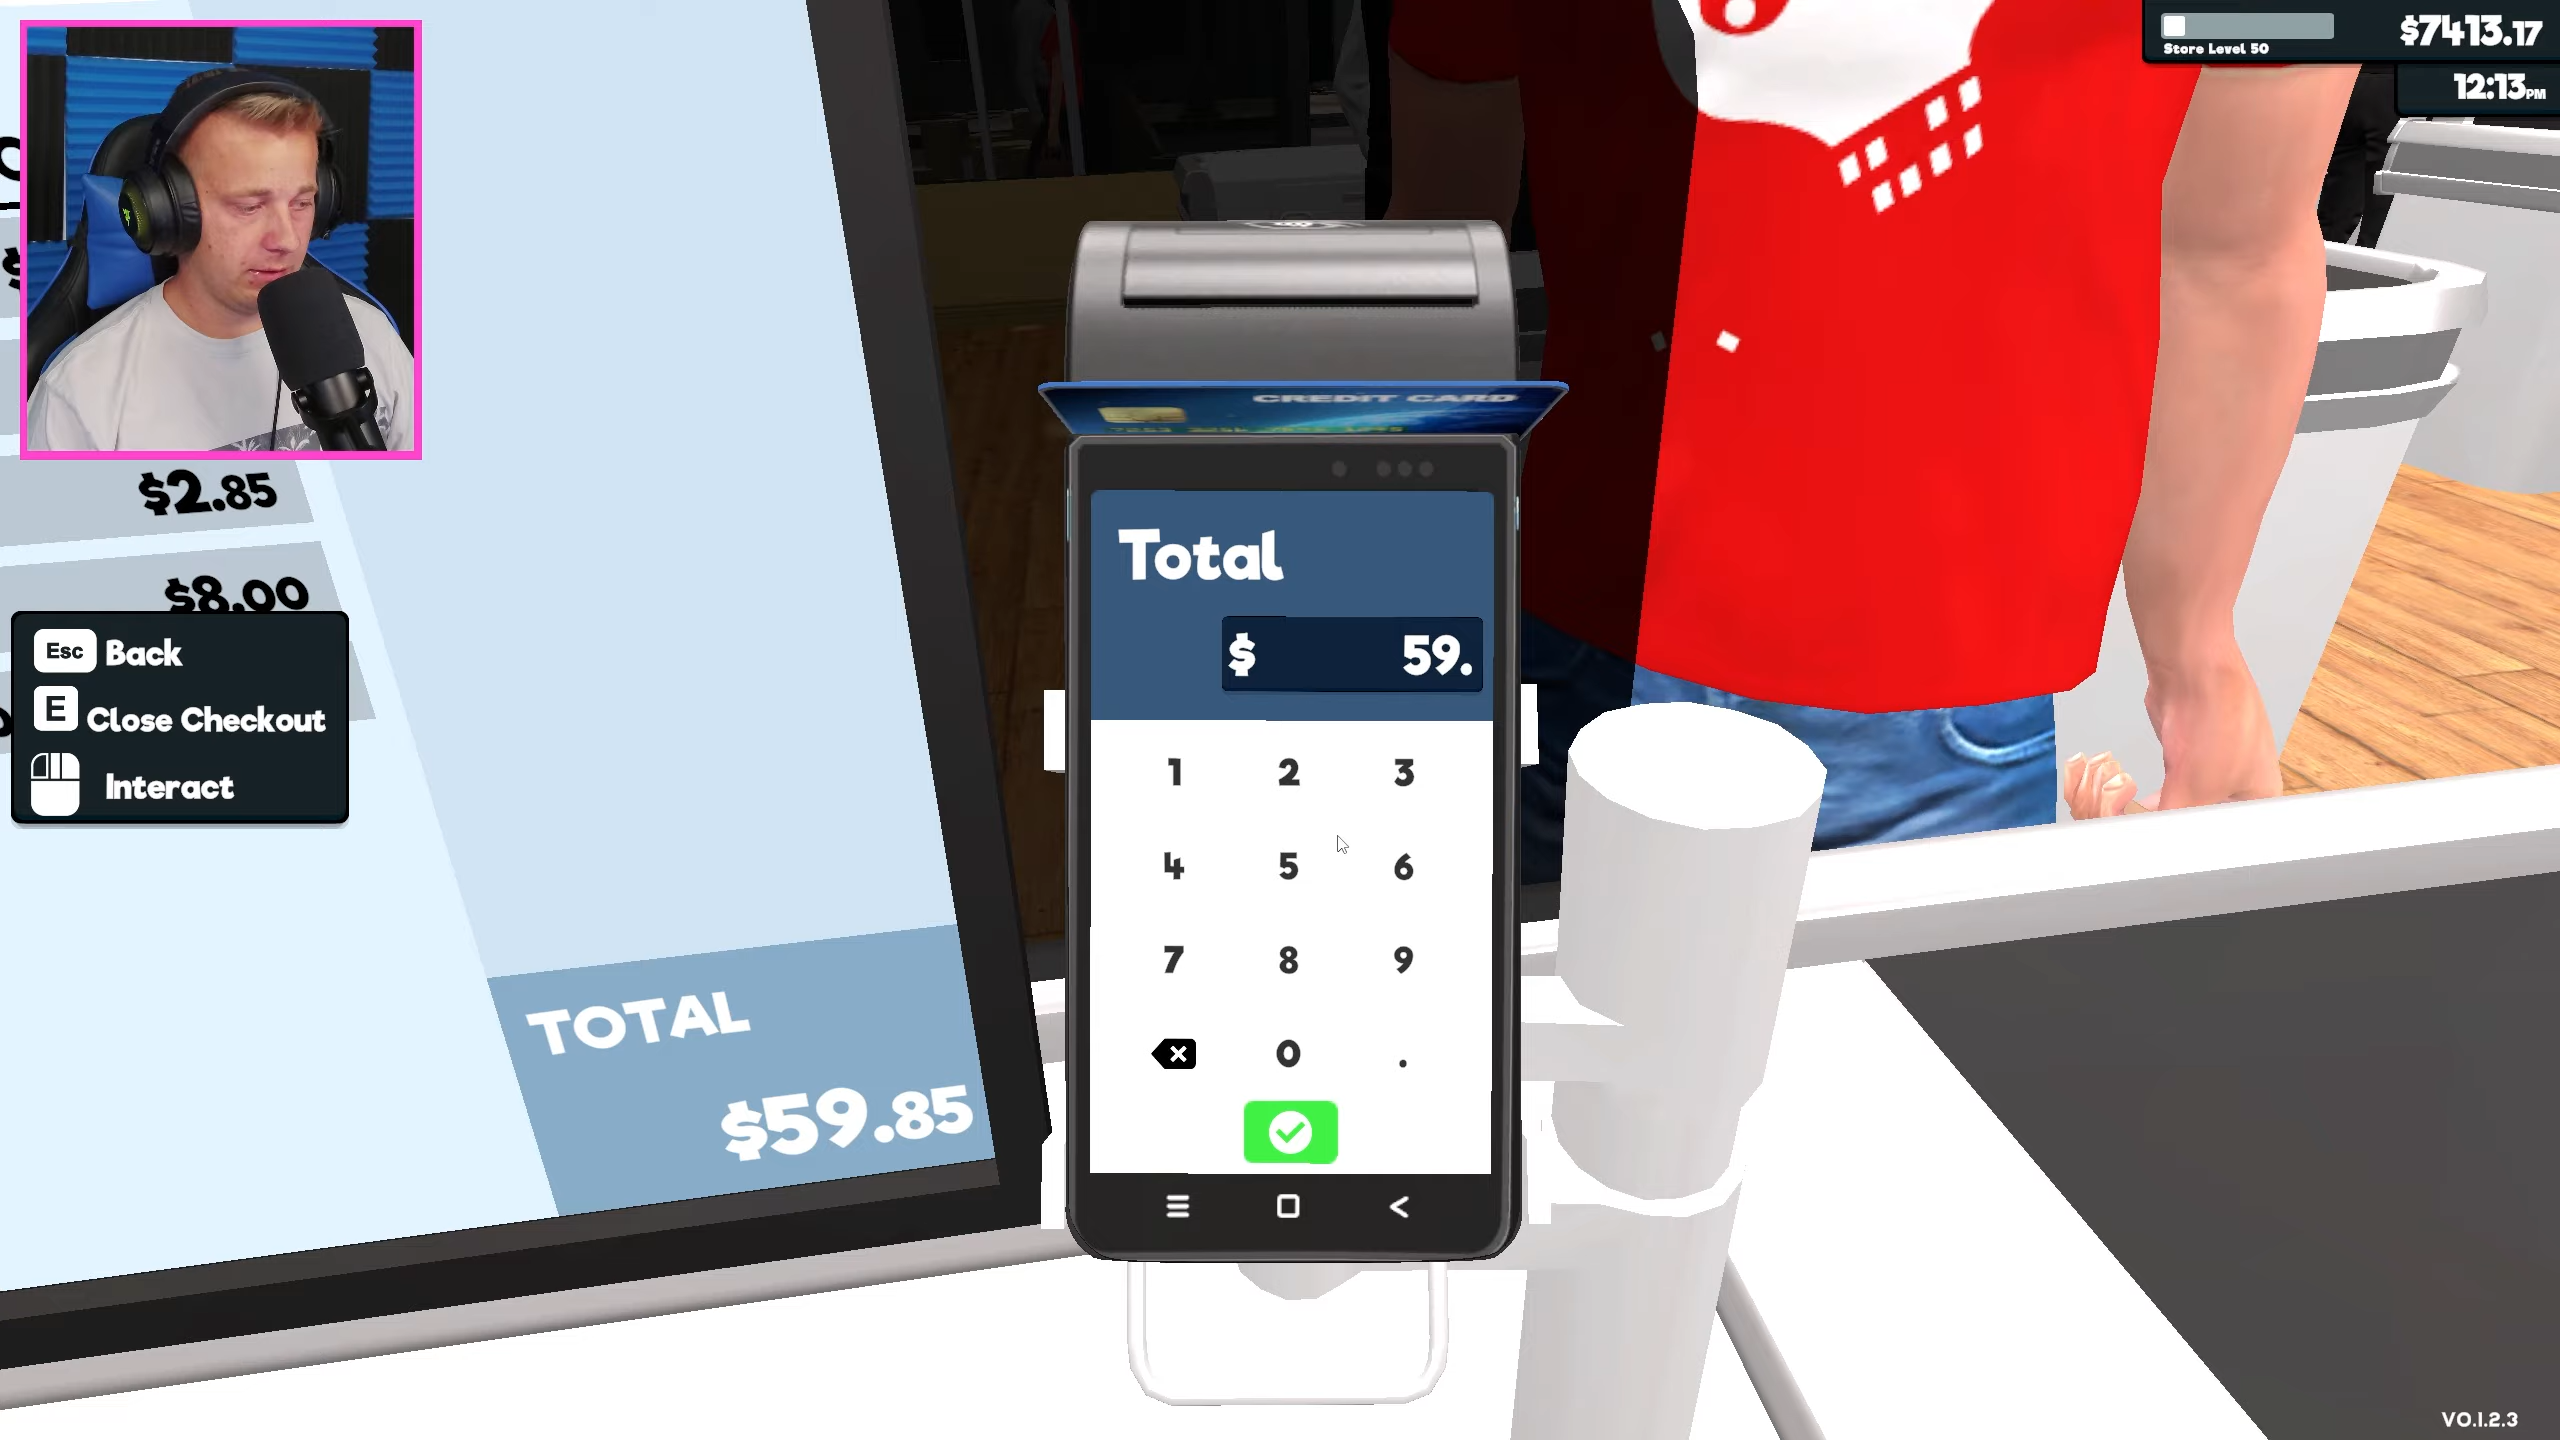 Store Level 50
$7413.17
12:13PM
CREDIT CARD
$2.85
$8.00
Esc Back
E Close Checkout
Interact
Total
$ 59.
1 2 3
4 5 6
7 8 9
0 .
TOTAL
$59.85
V0.1.2.3